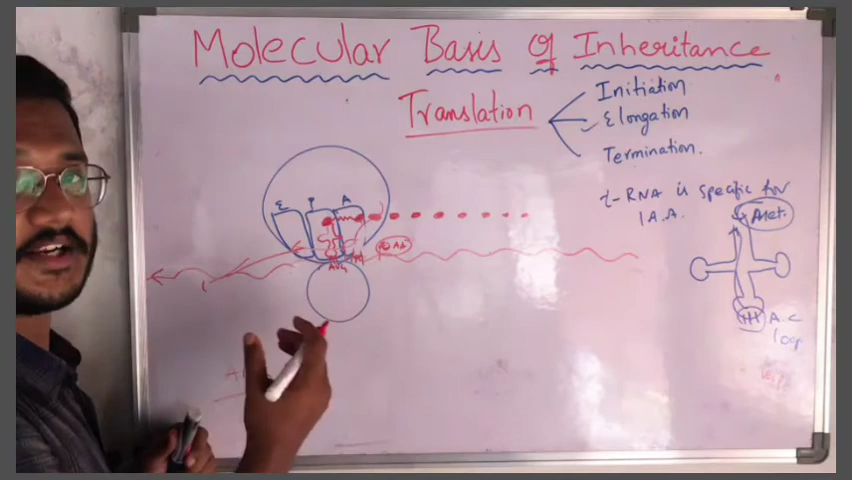 Molecular Basis Of Inheritance
Translation
Initiation
Elongation
Termination.
t-RNA is specific for
1 A.A.
Met.
E P A
AUG
A.C
loop